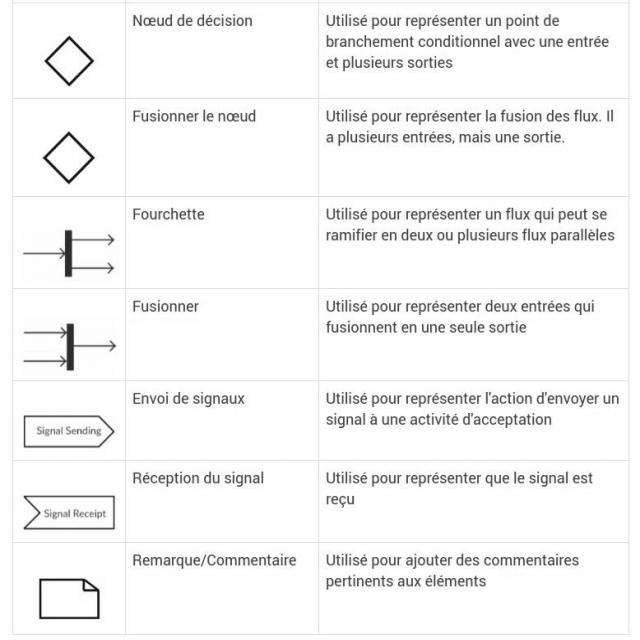 Nœud de décision
Utilisé pour représenter un point de
branchement conditionnel avec une entrée
et plusieurs sorties
Fusionner le nœud
Utilisé pour représenter la fusion des flux. Il
a plusieurs entrées, mais une sortie.
Fourchette
Utilisé pour représenter un flux qui peut se
ramifier en deux ou plusieurs flux parallèles
Fusionner
Utilisé pour représenter deux entrées qui
fusionnent en une seule sortie
Signal Sending
Envoi de signaux
Utilisé pour représenter l'action d'envoyer un
signal à une activité d'acceptation
Signal Receipt
Réception du signal
Utilisé pour représenter que le signal est
reçu
Remarque/Commentaire
Utilisé pour ajouter des commentaires
pertinents aux éléments